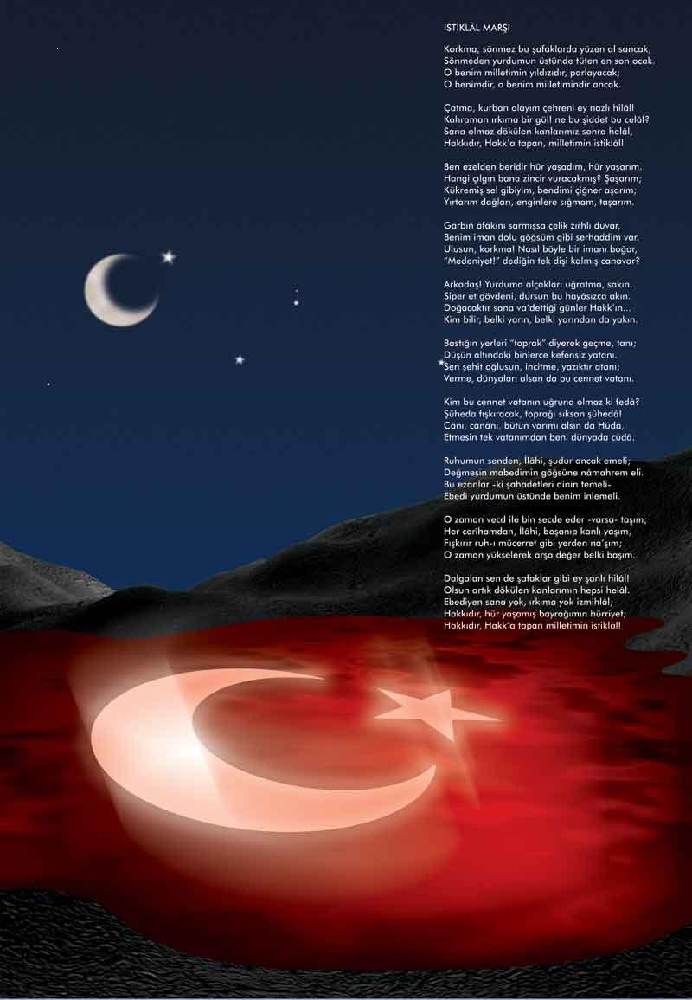 İSTİKLÂL MARŞI
Korkma, sönmez bu şafaklarda yüzen al sancak;
Sönmeden yurdumun üstünde tüten en son ocak.
O benim milletimin yıldızıdır, parlayacak;
O benimdir, o benim milletimindir ancak.
Çatma, kurban olayım çehreni ey nazlı hilâl!
Kahraman ırkıma bir gül! ne bu şiddet bu celâl?
Sana olmaz dökülen kanlarımız sonra helâl,
Hakkıdır, Hakk'a tapan, milletimin istiklâl!
Ben ezelden beridir hür yaşadım, hür yaşarım.
Hangi çılgın bana zincir vuracakmış? Şaşarım;
Kükremiş sel gibiyim, bendimi çiğner aşarım;
Yırtarım dağları, enginlere sığmam, taşarım.
Garbın âfâkını sarmışsa çelik zırhlı duvar,
Benim iman dolu göğsüm gibi serhaddim var.
Ulusun, korkma! Nasıl böyle bir imanı boğar,
“Medeniyet!” dediğin tek dişi kalmış canavar?
Arkadaş! Yurduma alçakları uğratma, sakın.
Siper et gövdeni, dursun bu hayâsızca akın.
Doğacaktır sana va'dettiği günler Hakk'ın...
Kim bilir, belki yarın, belki yarından da yakın.
Bastığın yerleri “toprak” diyerek geçme, tanı;
Düşün altındaki binlerce kefensiz yatanı.
Sen şehit oğlusun, incitme, yazıktır atanı;
Verme, dünyaları alsan da bu cennet vatanı.
Kim bu cennet vatanın uğruna olmaz ki fedâ?
Şüheda fışkıracak, toprağı sıksan şühedâ!
Cânı, cânânı, bütün varımı alsın da Hüda,
Etmesin tek vatanımdan beni dünyada cüdâ.
Ruhumun senden, İlâhi, şudur ancak emeli;
Değmesin mabedimin göğsüne nâmahrem eli.
Bu ezanlar -ki şahadetleri dinin temeli-
Ebedi yurdumun üstünde benim inlemeli.
O zaman vecd ile bin secde eder -varsa- taşım;
Her cerîhamdan, İlâhi, boşanıp kanlı yaşım,
Fışkırır ruh-ı mücerret gibi yerden na'şım;
O zaman yükselerek arşa değer belki başım.
Dalgalan sen de şafaklar gibi ey şanlı hilâl!
Olsun artık dökülen kanlarımın hepsi helâl.
Ebediyen sana yok, ırkıma yok izmihlâl;
Hakkıdır, hür yaşamış bayrağımın hürriyet;
Hakkıdır, Hakk'a tapan milletimin istiklâl!